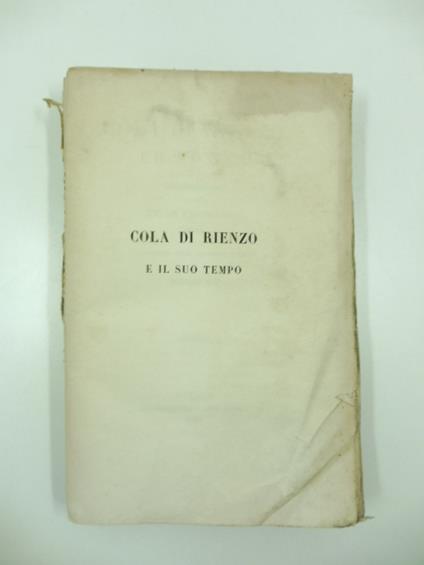 COLA DI RIENZO
E IL SUO TEMPO